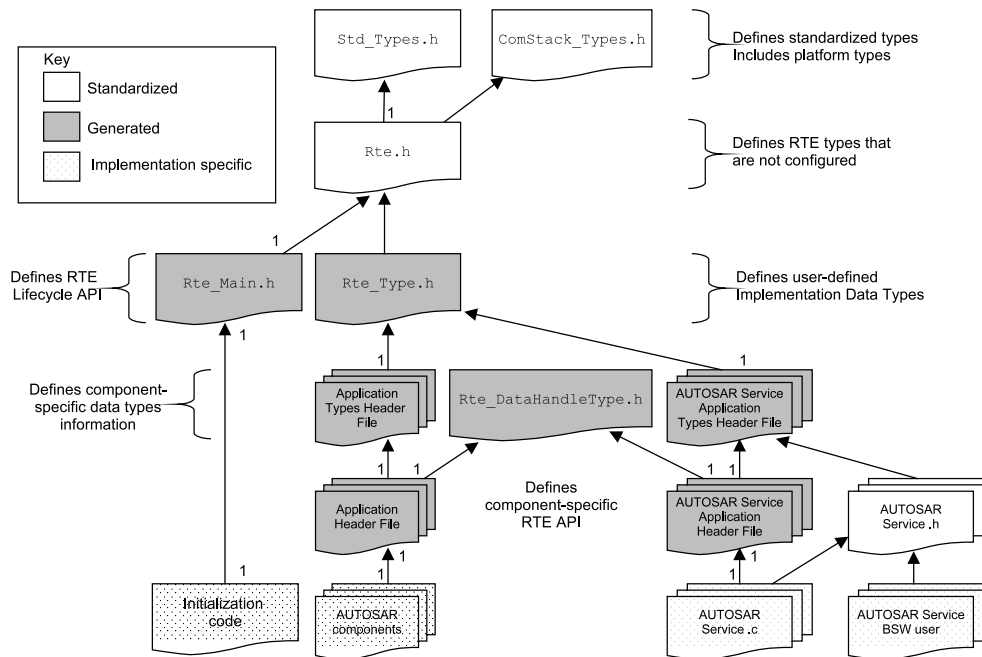 Std_Types.h
ComStack_Types.h
Defines standardized types
Includes platform types
Key
Standardized
Generated
Implementation specific
1
Rte.h
Defines RTE types that
are not configured
1
Defines RTE
Lifecycle API
Rte_Main.h
Rte_Type.h
Defines user-defined
Implementation Data Types
1
1
1
Defines component-
specific data types
information
Application
Types Header
File
Rte_DataHandleType.h
AUTOSAR Service
Application
Types Header File
1
1
1
1
Application
Header File
Defines
component-specific
RTE API
AUTOSAR Service
Application
Header File
AUTOSAR
Service .h
1
1
1
1
1
1
Initialization
code
AUTOSAR
components
AUTOSAR
Service .c
AUTOSAR Service
BSW user